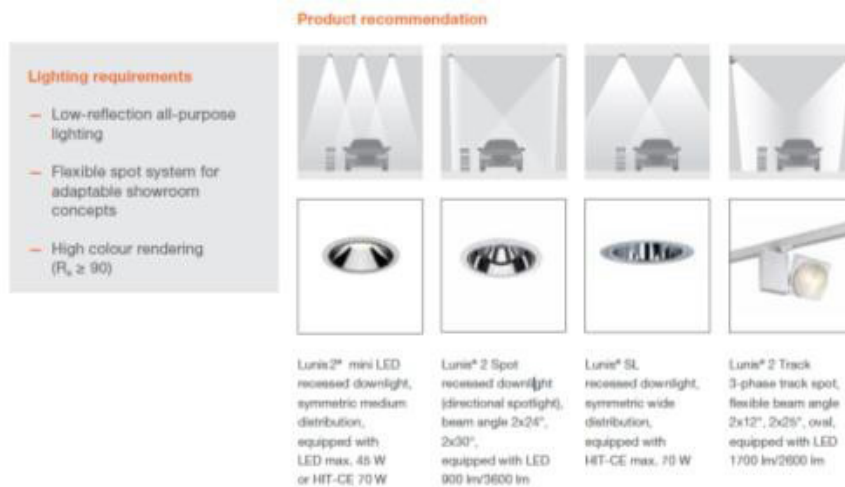 Product recommendation
Lighting requirements
— Low-reflection all-purpose
lighting
— Flexible spot system for
adaptable showroom
concepts
— High colour rendering
(Rₐ ≥ 90)
Lunis2® mini LED
recessed downlight,
symmetric medium
distribution,
equipped with
LED max. 45 W
or HIT-CE 70 W
Lunis® 2 Spot
recessed downlight
(directional spotlight),
beam angle 2x24°,
2x30°,
equipped with LED
900 lm/3600 lm
Lunis® SL
recessed downlight,
symmetric wide
distribution,
equipped with
HIT-CE max. 70 W
Lunis® 2 Track
3-phase track spot,
flexible beam angle
2x12°, 2x25°, oval,
equipped with LED
1700 lm/2600 lm